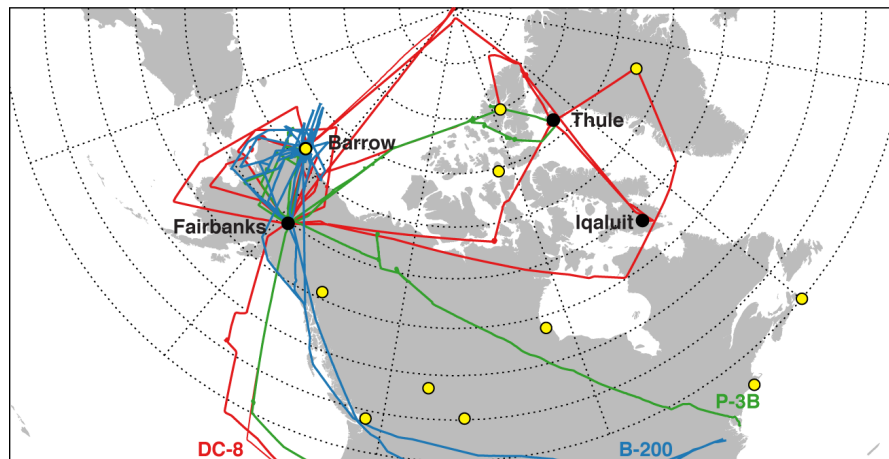 Barrow
Thule
Fairbanks
Iqaluit
P-3B
DC-8
B-200